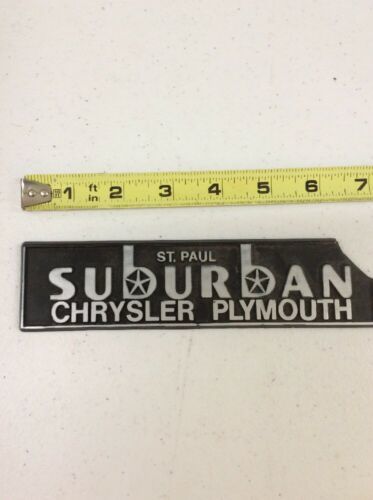 1 ft in 2 3 4 5 6 7
ST. PAUL
SUbURbAN
CHRYSLER PLYMOUTH